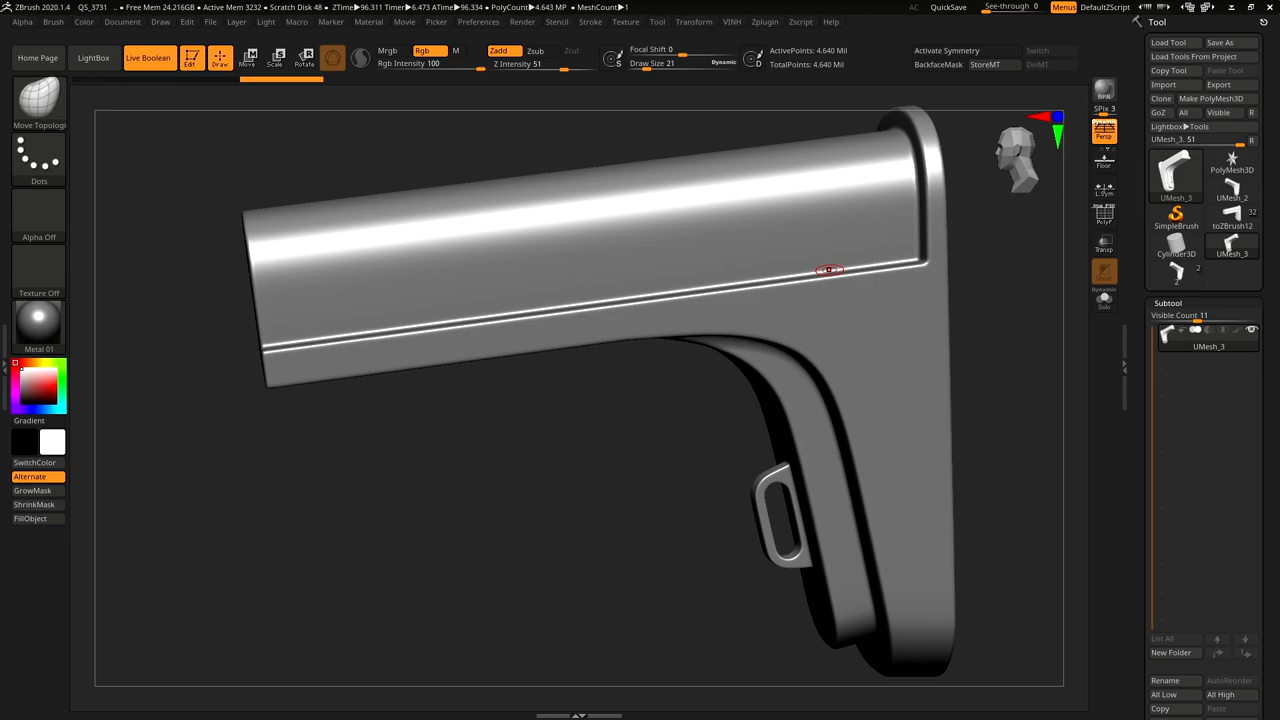 ZBrush 2020.1.4 QS_3731 .. • Free Mem 24.216GB • Active Mem 3232 • Scratch Disk 48 • ZTime▶96.311 Timer▶6.473 ATime▶96.334 • PolyCount▶4.643 MP • MeshCount▶1 AC QuickSave See-through 0 Menus DefaultZScript
Alpha Brush Color Document Draw Edit File Layer Light Macro Marker Material Movie Picker Preferences Render Stencil Stroke Texture Tool Transform VINH Zplugin Zscript Help
Home Page LightBox Live Boolean Edit Draw Move Scale Rotate
Mrgb Rgb M
Rgb Intensity 100
Zadd Zsub Zcut
Z Intensity 51
S
Focal Shift 0
Draw Size 21 Dynamic
D
ActivePoints: 4.640 Mil
TotalPoints: 4.640 Mil
Activate Symmetry Switch
BackfaceMask StoreMT DelMT
Move Topologi
Dots
Alpha Off
Texture Off
Metal 01
Gradient
SwitchColor
Alternate
GrowMask
ShrinkMask
FillObject
BPR
SPix 3
Dynamic
Persp
Floor
L.Sym
Line Fill
PolyF
Transp
Ghost
Dynamic
Solo
Tool
Load Tool Save As
Load Tools From Project
Copy Tool Paste Tool
Import Export
Clone Make PolyMesh3D
GoZ All Visible R
Lightbox▶Tools
UMesh_3. 51 R
UMesh_3 PolyMesh3D
UMesh_2
SimpleBrush toZBrush12 32
Cylinder3D UMesh_3
2
2
Subtool
Visible Count 11
UMesh_3
List All
New Folder
Rename AutoReorder
All Low All High
Copy Paste